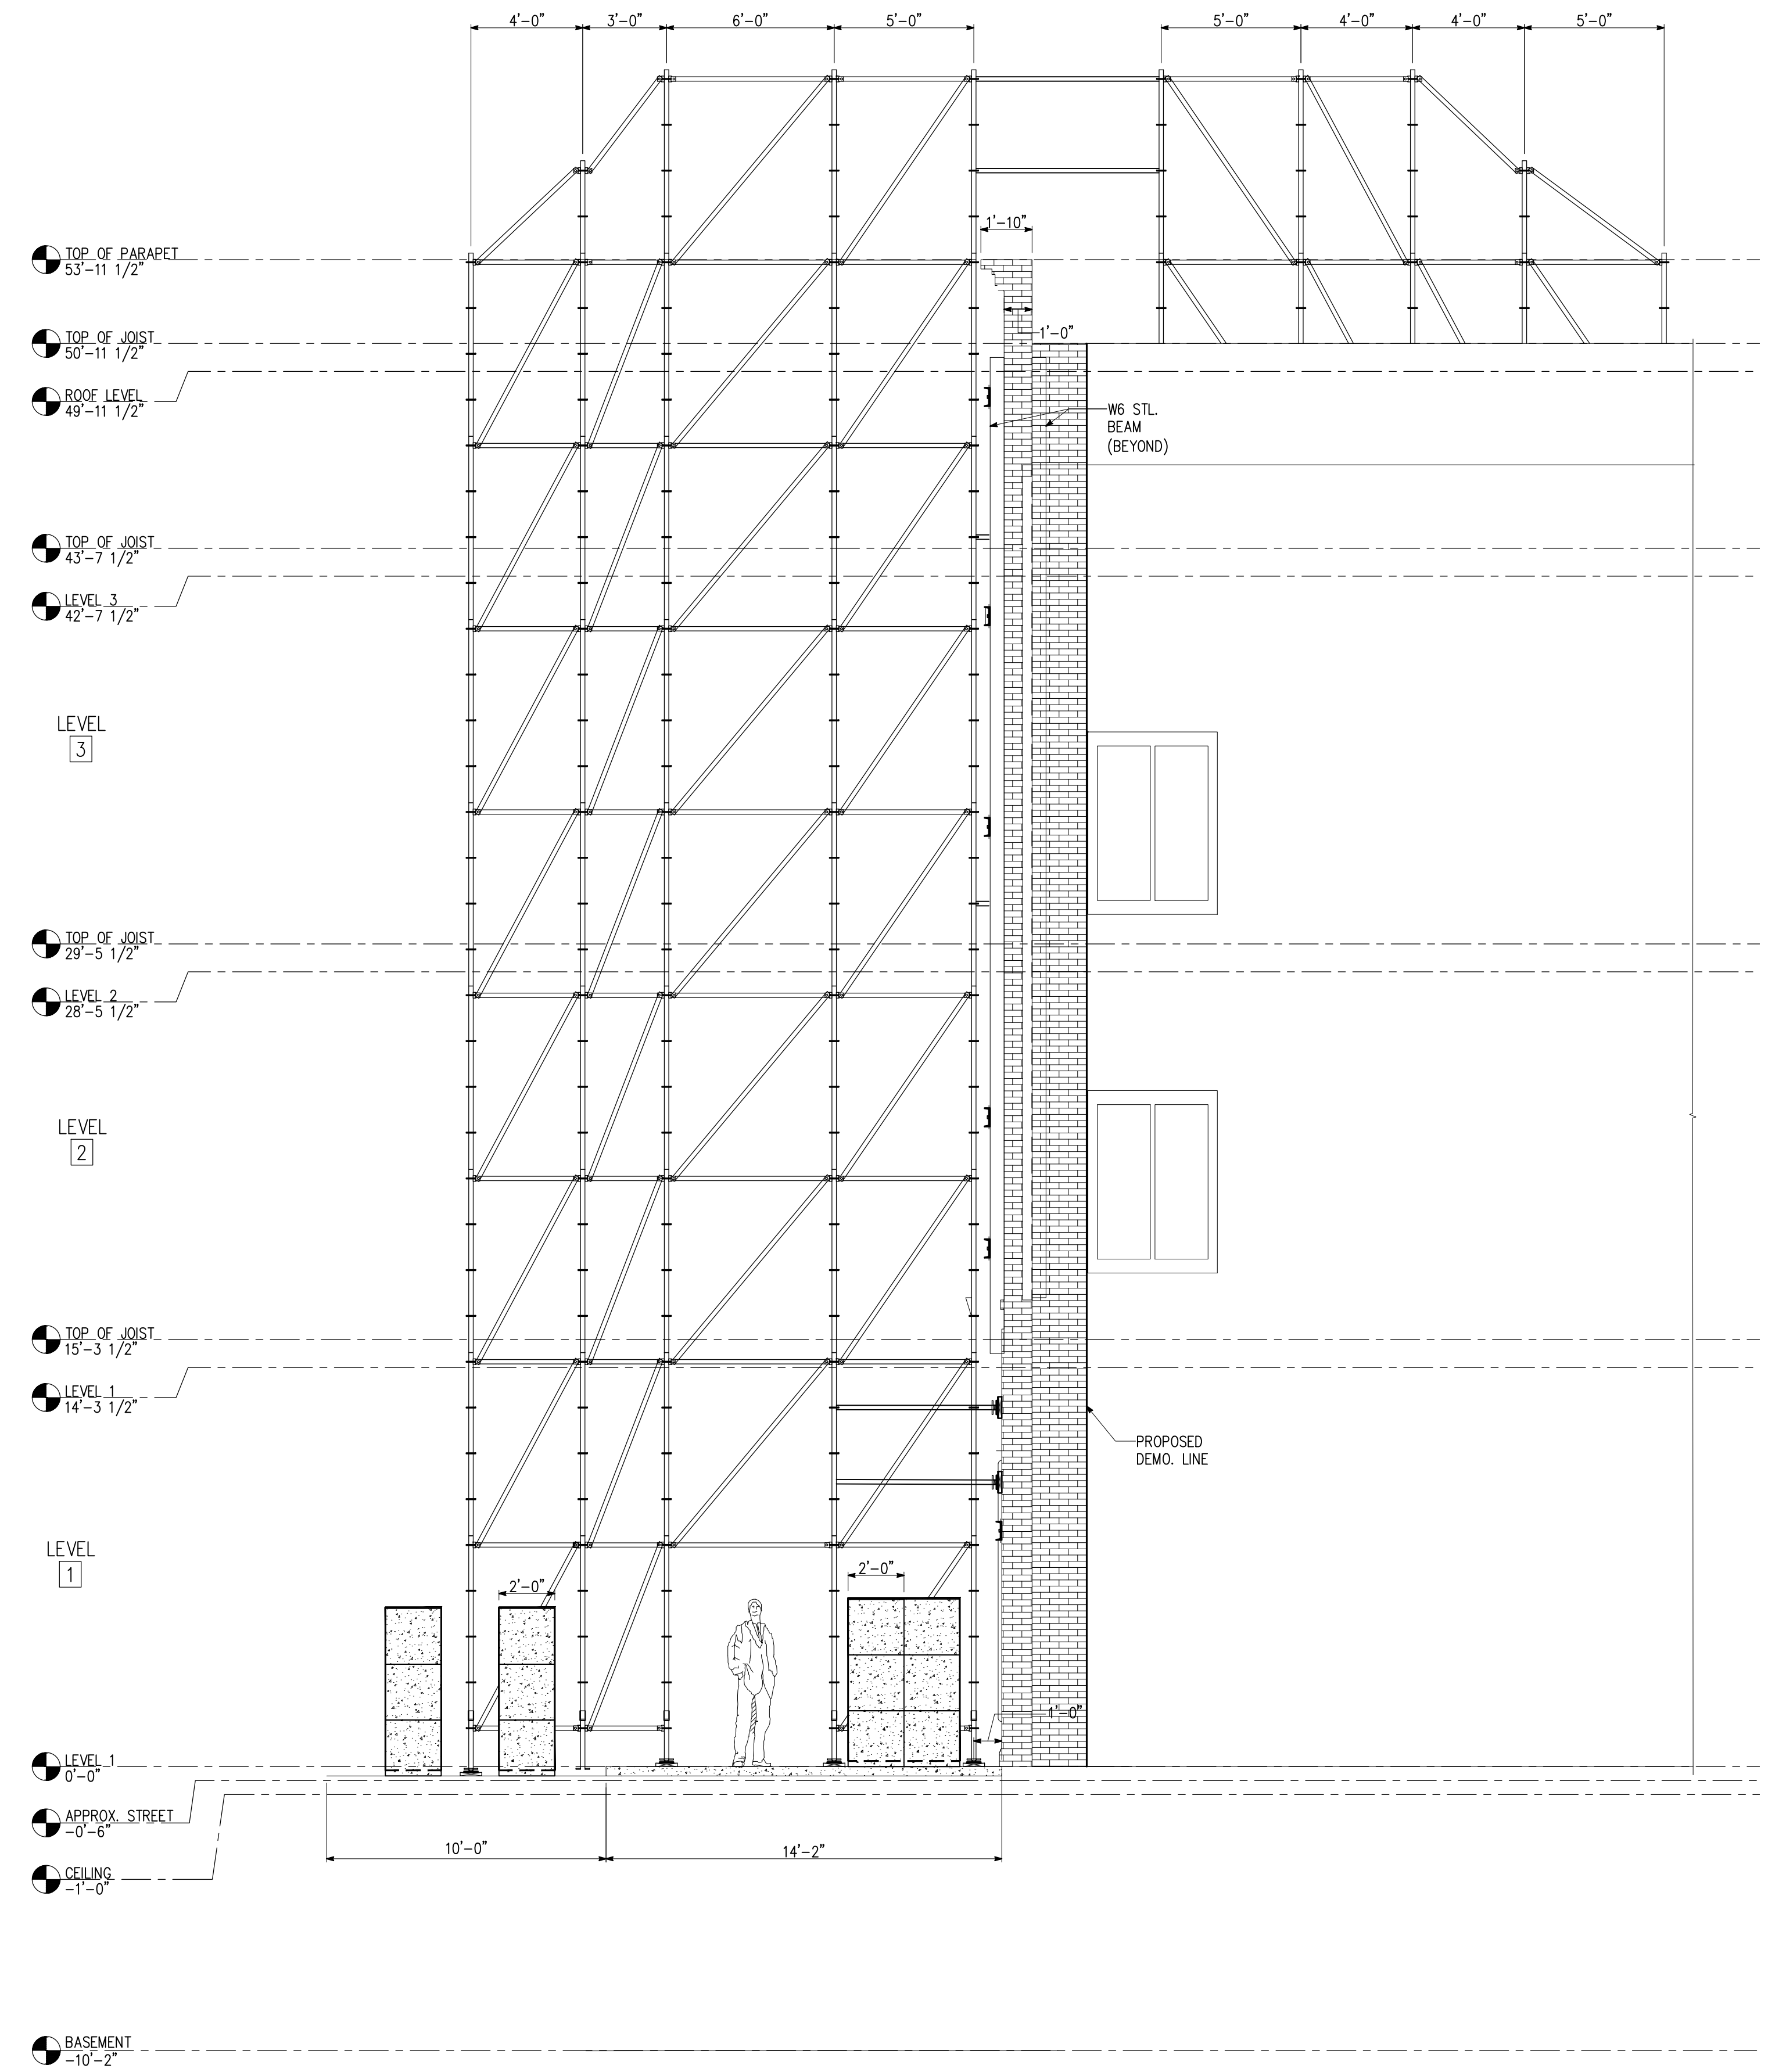 4'-0"
3'-0"
6'-0"
5'-0"
5'-0"
4'-0"
4'-0"
5'-0"
1'-10"
TOP OF PARAPET
53'-11 1/2"
1'-0"
TOP OF JOIST
50'-11 1/2"
ROOF LEVEL
49'-11 1/2"
W6 STL.
BEAM
(BEYOND)
TOP OF JOIST
43'-7 1/2"
LEVEL 3
42'-7 1/2"
LEVEL
3
TOP OF JOIST
29'-5 1/2"
LEVEL 2
28'-5 1/2"
LEVEL
2
TOP OF JOIST
15'-3 1/2"
LEVEL 1
14'-3 1/2"
PROPOSED
DEMO. LINE
LEVEL
1
2'-0"
2'-0"
1'-0"
LEVEL 1
0'-0"
APPROX. STREET
-0'-6"
10'-0"
14'-2"
CEILING
-1'-0"
BASEMENT
-10'-2"